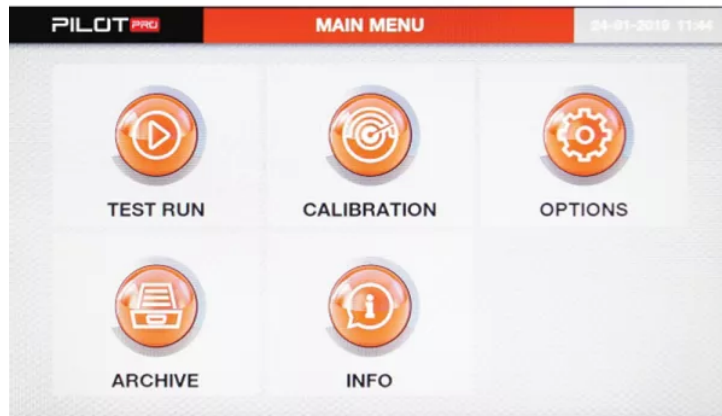 PILOT PRO
MAIN MENU
24-01-2019 11:44
TEST RUN
CALIBRATION
OPTIONS
ARCHIVE
INFO